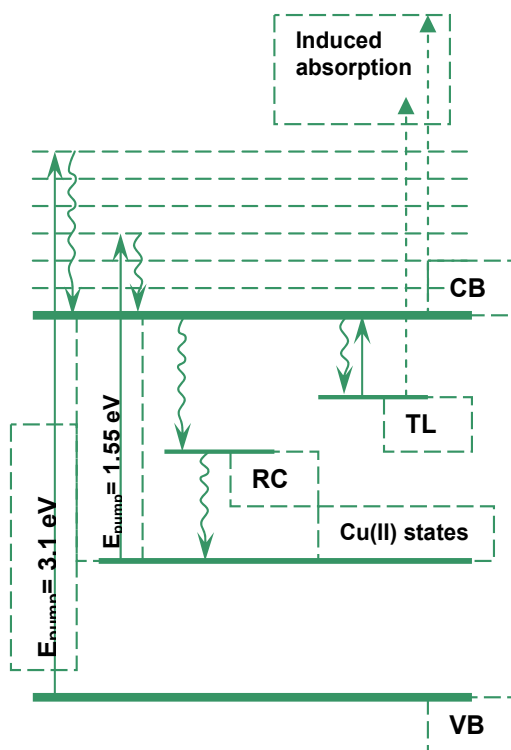 Induced
absorption
CB
TL
RC
Cu(II) states
E_pump= 1.55 eV
E_pump= 3.1 eV
VB